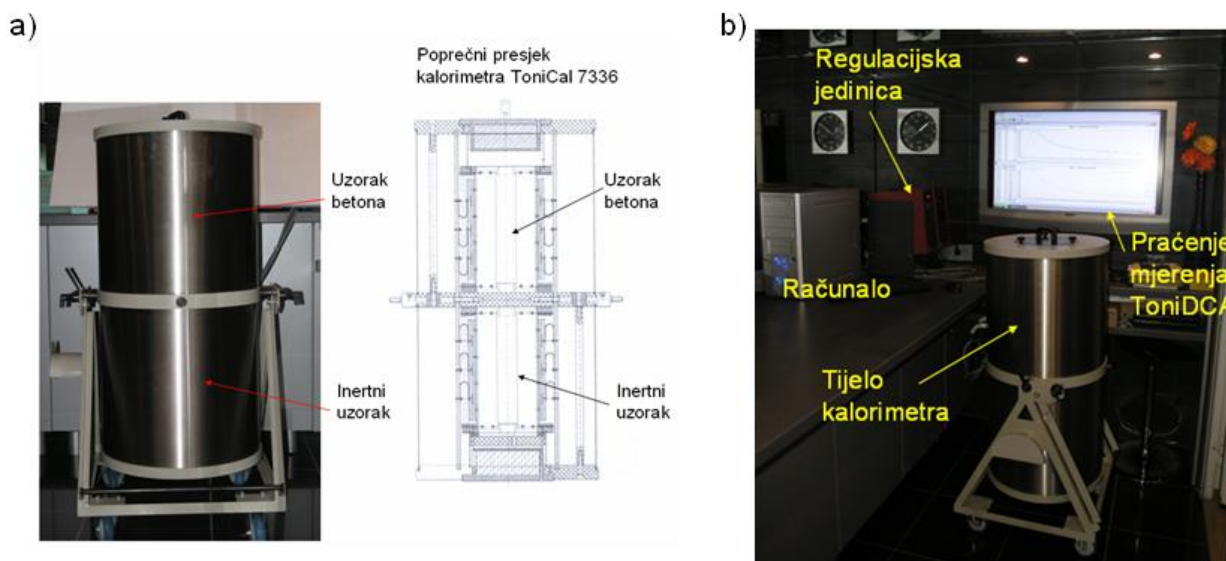 a)
Poprečni presjek
kalorimetra ToniCal 7336
Uzorak
betona
Uzorak
betona
Inertni
uzorak
Inertni
uzorak
b)
Regulacijska
jedinica
Računalo
Praćenje
mjerenja
ToniDCA
Tijelo
kalorimetra